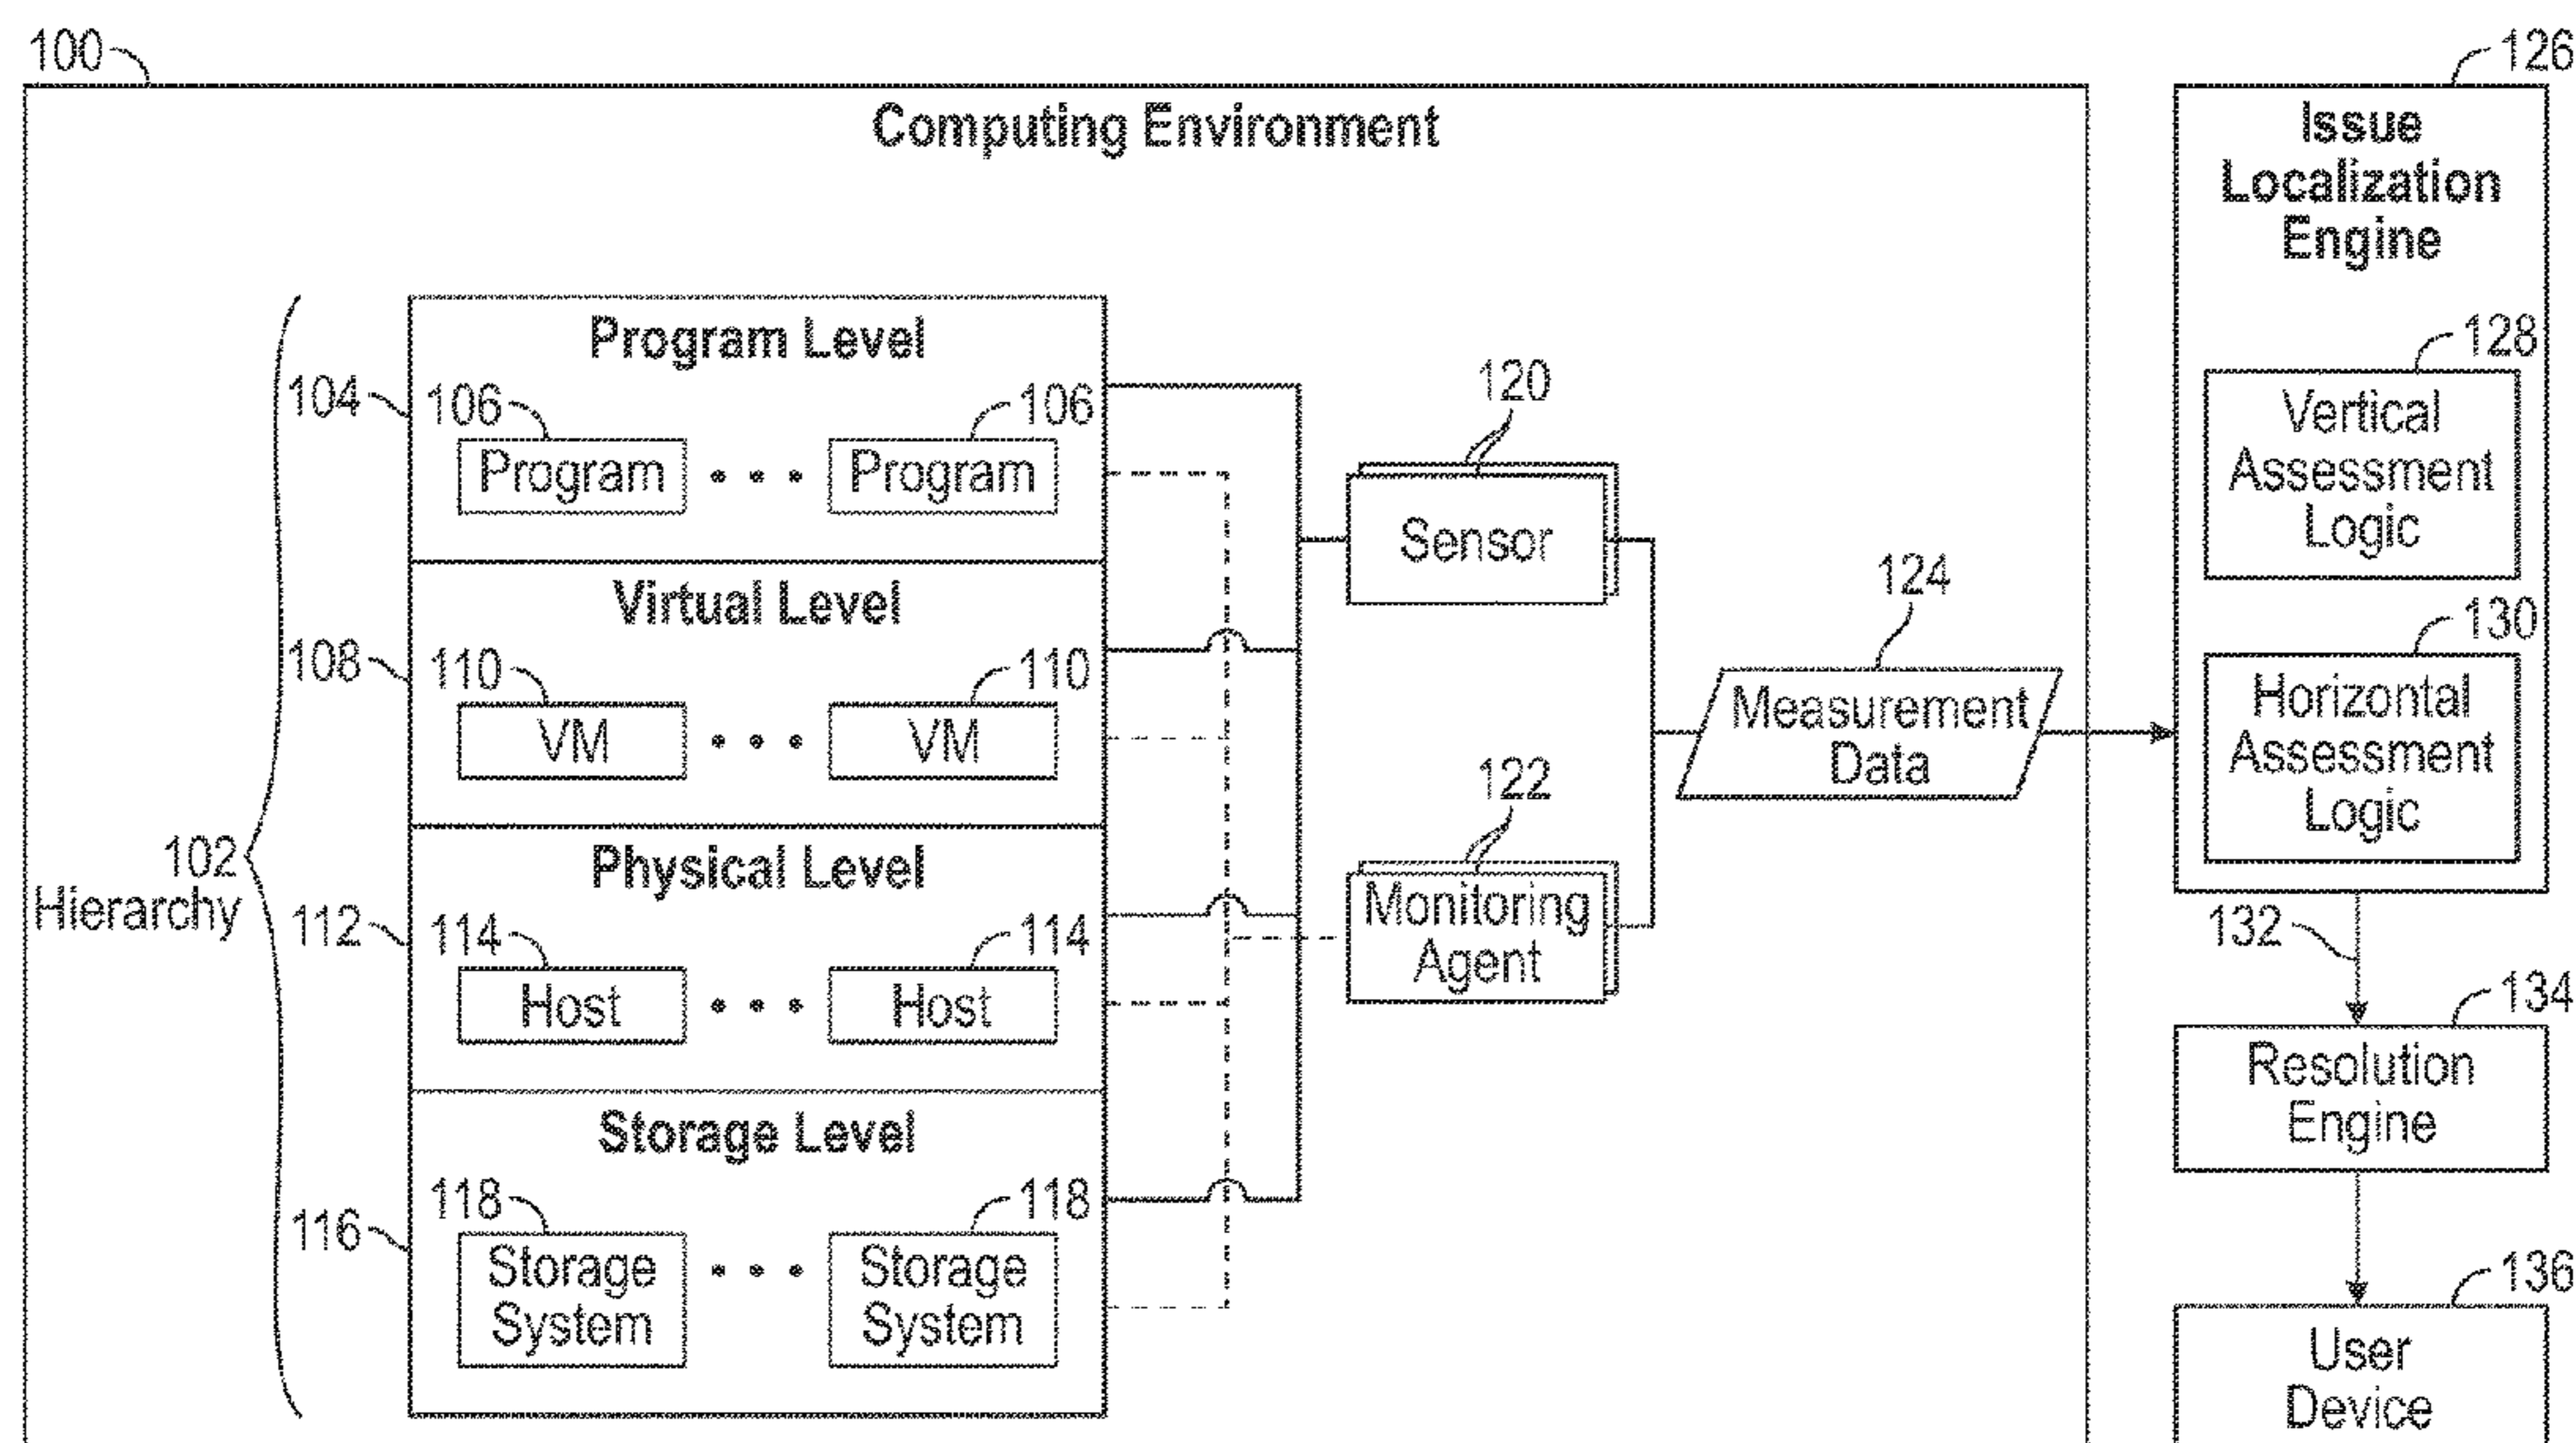 100
126
Computing Environment
Issue
Localization
Engine
Program Level
104
106
106
Program
Program
Virtual Level
108
110
110
VM
VM
102
Hierarchy
Physical Level
112
114
114
Host
Host
Storage Level
116
118
118
Storage
System
Storage
System
120
Sensor
122
Monitoring
Agent
124
Measurement
Data
128
Vertical
Assessment
Logic
130
Horizontal
Assessment
Logic
132
134
Resolution
Engine
136
User
Device